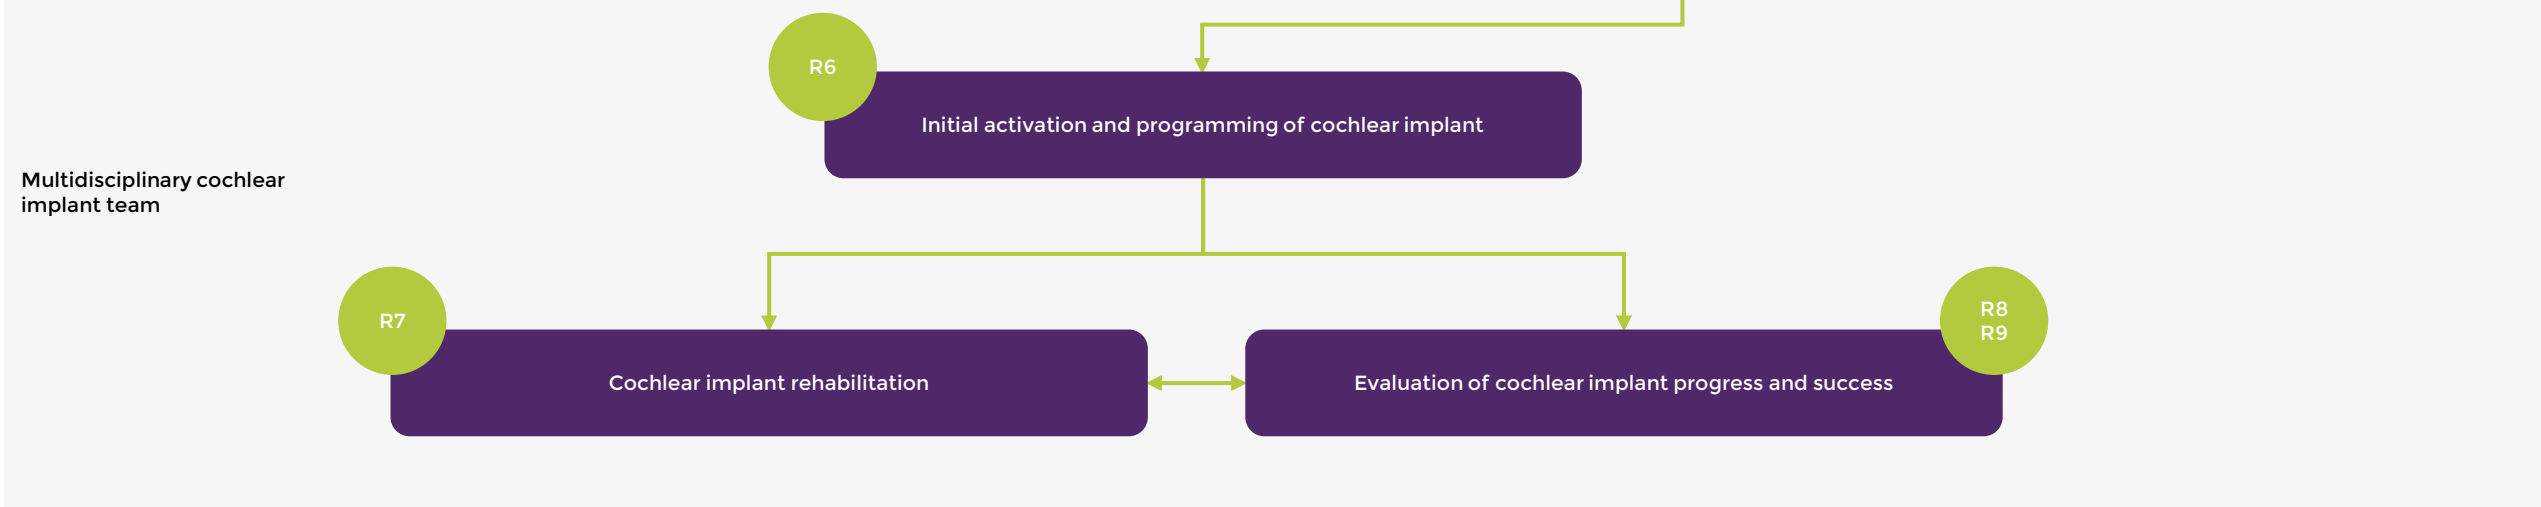 R6
Initial activation and programming of cochlear implant
Multidisciplinary cochlear
implant team
R7
Cochlear implant rehabilitation
R8
R9
Evaluation of cochlear implant progress and success